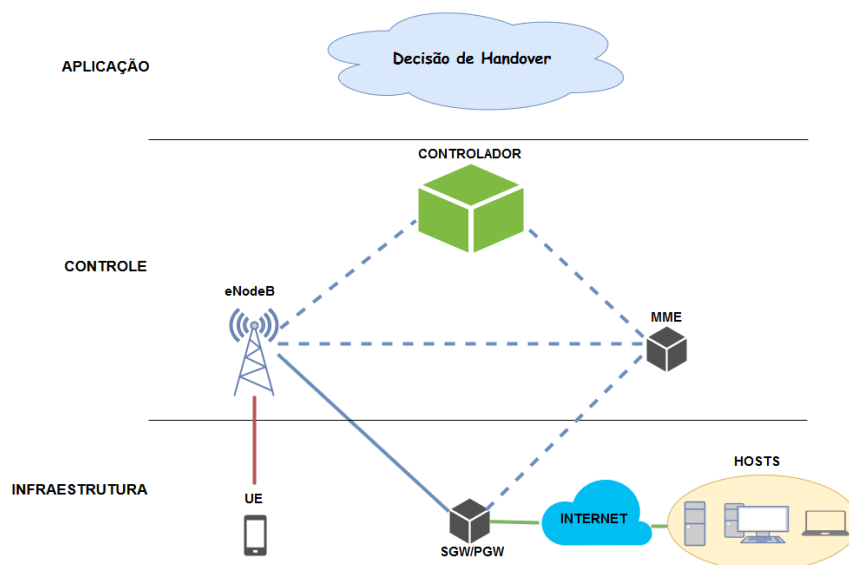 Decisão de Handover
APLICAÇÃO
CONTROLADOR
CONTROLE
eNodeB
MME
HOSTS
INFRAESTRUTURA
UE
INTERNET
SGW/PGW